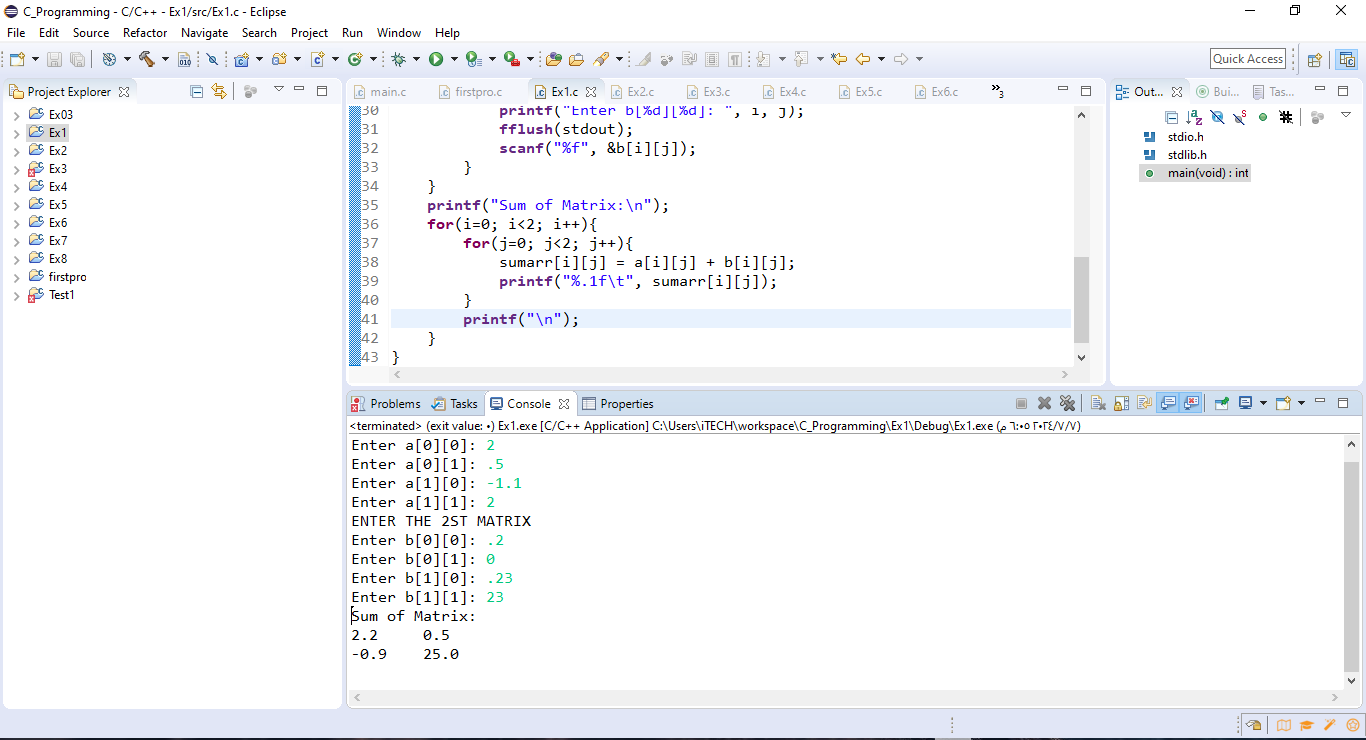 C_Programming - C/C++ - Ex1/src/Ex1.c - Eclipse
File Edit Source Refactor Navigate Search Project Run Window Help
Quick Access
Project Explorer
Ex03
Ex1
Ex2
Ex3
Ex4
Ex5
Ex6
Ex7
Ex8
firstpro
Test1
main.c firstpro.c Ex1.c Ex2.c Ex3.c Ex4.c Ex5.c Ex6.c »3
30 printf("Enter b[%d][%d]: ", i, j);
31 fflush(stdout);
32 scanf("%f", &b[i][j]);
33 }
34 }
35 printf("Sum of Matrix:\n");
36 for(i=0; i<2; i++){
37 for(j=0; j<2; j++){
38 sumarr[i][j] = a[i][j] + b[i][j];
39 printf("%.1f\t", sumarr[i][j]);
40 }
41 printf("\n");
42 }
43 }
Out... Bui... Tas...
stdio.h
stdlib.h
main(void) : int
Problems Tasks Console Properties
<terminated> (exit value: ٠) Ex1.exe [C/C++ Application] C:\Users\iTECH\workspace\C_Programming\Ex1\Debug\Ex1.exe (٢٠٢٤/٧/٧ ٦:٠٥ م)
Enter a[0][0]: 2
Enter a[0][1]: .5
Enter a[1][0]: -1.1
Enter a[1][1]: 2
ENTER THE 2ST MATRIX
Enter b[0][0]: .2
Enter b[0][1]: 0
Enter b[1][0]: .23
Enter b[1][1]: 23
Sum of Matrix:
2.2 0.5
-0.9 25.0